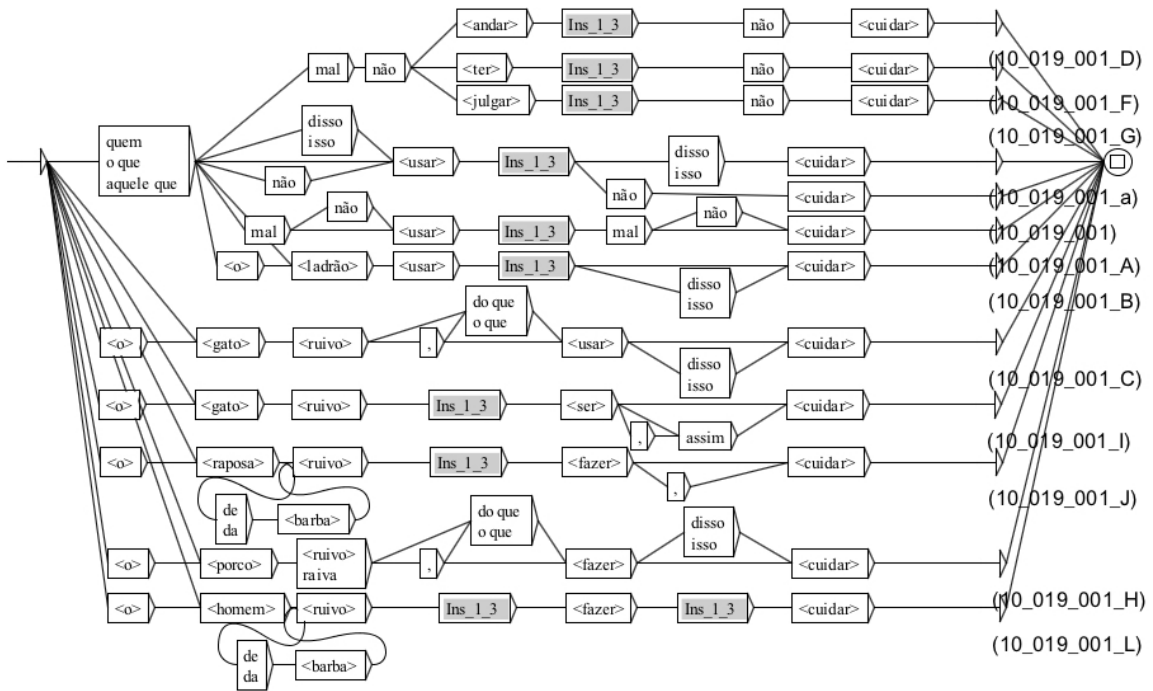 <andar> Ins_1_3 não <cuidar>
(10_019_001_D)
mal não <ter> Ins_1_3 não <cuidar>
(10_019_001_F)
<julgar> Ins_1_3 não <cuidar>
(10_019_001_G)
quem
o que
aquele que
disso
isso
não
<usar> Ins_1_3
disso
isso
<cuidar>
(10_019_001_a)
não <cuidar>
(10_019_001)
mal não <usar> Ins_1_3 mal não <cuidar>
(10_019_001_A)
<o> <ladrão> <usar> Ins_1_3
disso
isso
<cuidar>
(10_019_001_B)
<o> <gato> <ruivo> ,
do que
o que
<usar>
disso
isso
<cuidar>
(10_019_001_C)
<o> <gato> <ruivo> Ins_1_3 <ser> , assim <cuidar>
(10_019_001_I)
<o> <raposa> <ruivo> Ins_1_3 <fazer> , <cuidar>
de
da
<barba>
(10_019_001_J)
<o> <porco>
<ruivo>
raiva
,
do que
o que
<fazer>
disso
isso
<cuidar>
(10_019_001_H)
<o> <homem> <ruivo> Ins_1_3 <fazer> Ins_1_3 <cuidar>
de
da
<barba>
(10_019_001_L)